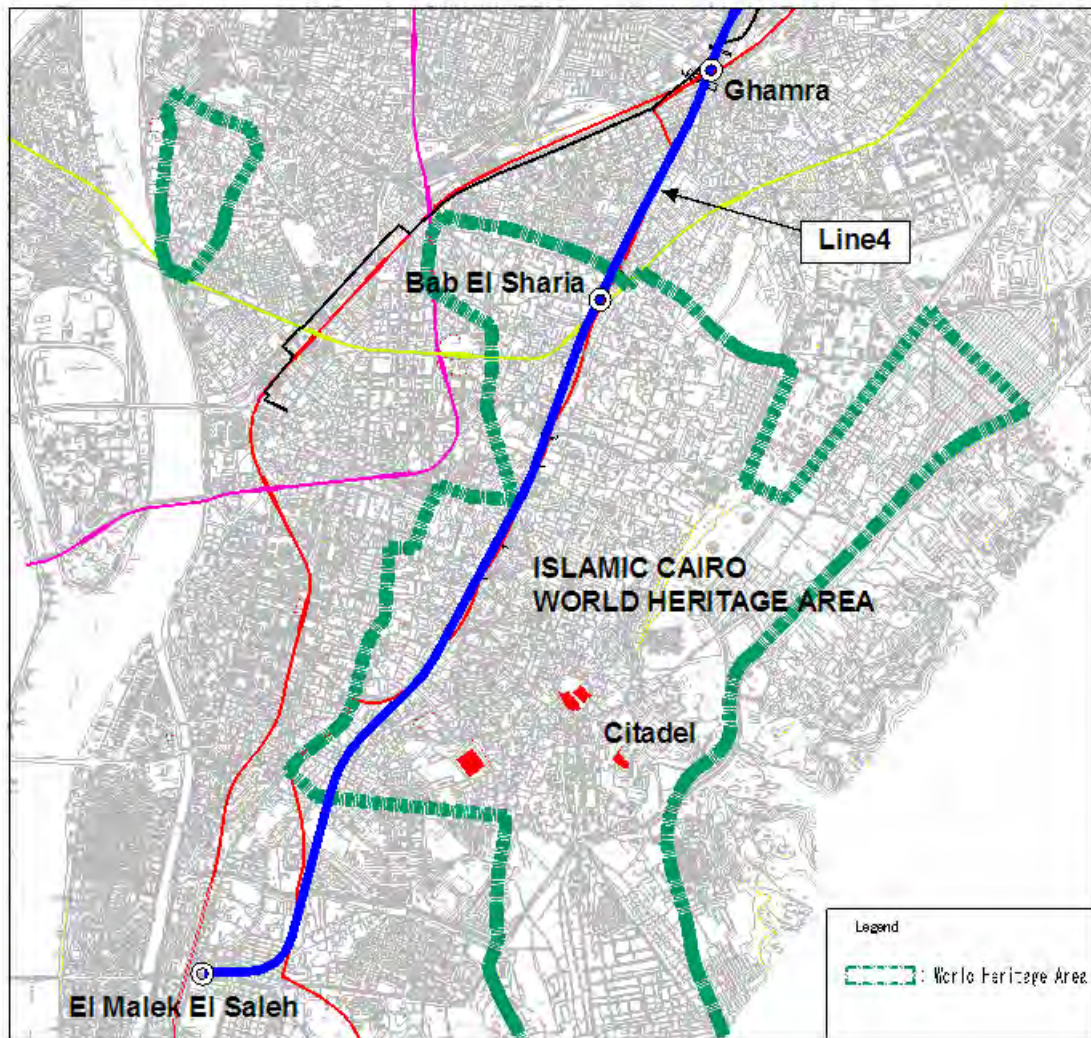 Ghamra
Line4
Bab El Sharia
ISLAMIC CAIRO
WORLD HERITAGE AREA
Citadel
El Malek El Saleh
Legend
: World Heritage Area